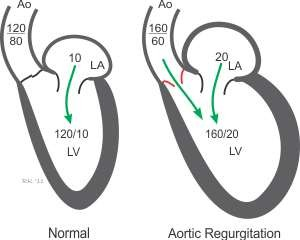 Ao
120
80
10
LA
120/10
LV
Normal
Ao
160
60
20
LA
160/20
LV
Aortic Regurgitation